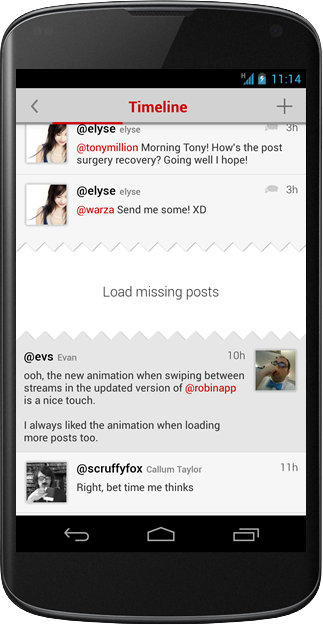 H 11:14
Timeline
@elyse elyse 3h
@tonymillion Morning Tony! How's the post
surgery recovery? Going well I hope!
@elyse elyse 3h
@warza Send me some! XD
Load missing posts
@evs Evan 10h
ooh, the new animation when swiping between
streams in the updated version of @robinapp
is a nice touch.
I always liked the animation when loading
more posts too.
@scruffyfox Callum Taylor 11h
Right, bet time me thinks